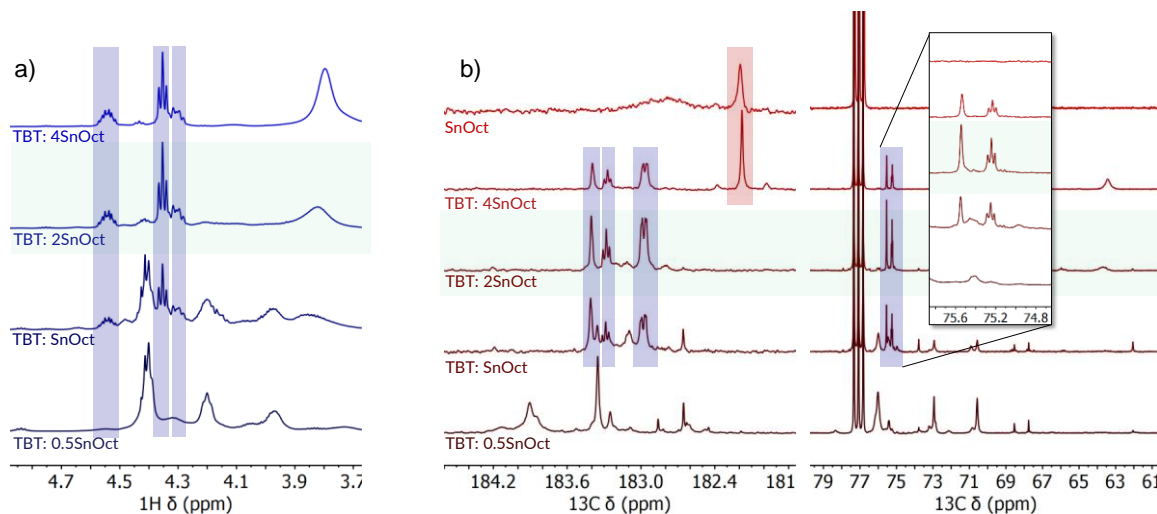 a)
TBT: 4SnOct
TBT: 2SnOct
TBT: SnOct
TBT: 0.5SnOct
4.7 4.5 4.3 4.1 3.9 3.7
1H δ (ppm)
b)
SnOct
TBT: 4SnOct
TBT: 2SnOct
TBT: SnOct
TBT: 0.5SnOct
184.2 183.6 183.0 182.4 181
13C δ (ppm)
75.6 75.2 74.8
79 77 75 73 71 69 67 65 63 61
13C δ (ppm)